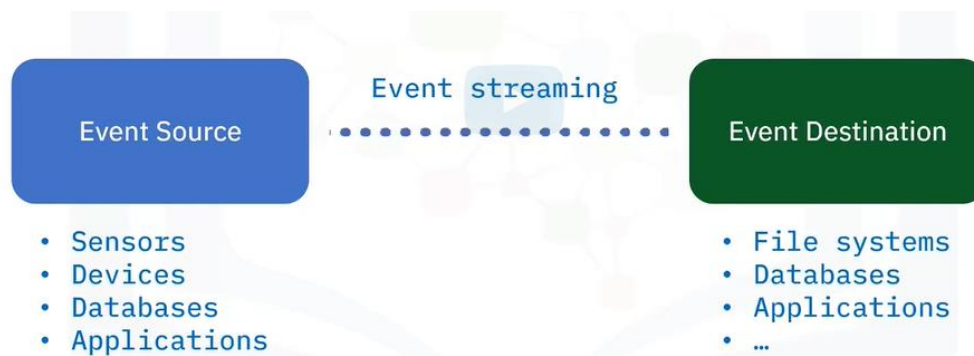 Event streaming
Event Source
Event Destination
• Sensors
• Devices
• Databases
• Applications
• File systems
• Databases
• Applications
• …